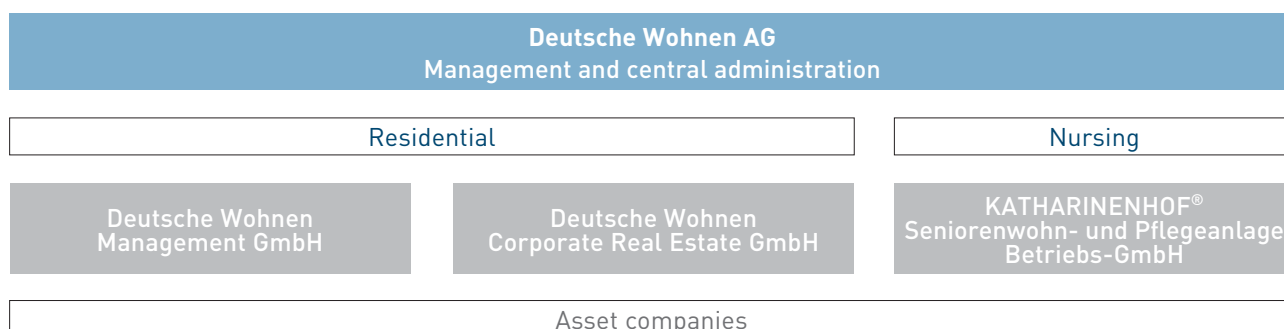 Deutsche Wohnen AG
Management and central administration
Residential
Nursing
Deutsche Wohnen
Management GmbH
Deutsche Wohnen
Corporate Real Estate GmbH
KATHARINENHOF®
Seniorenwohn- und Pflegeanlage
Betriebs-GmbH
Asset companies